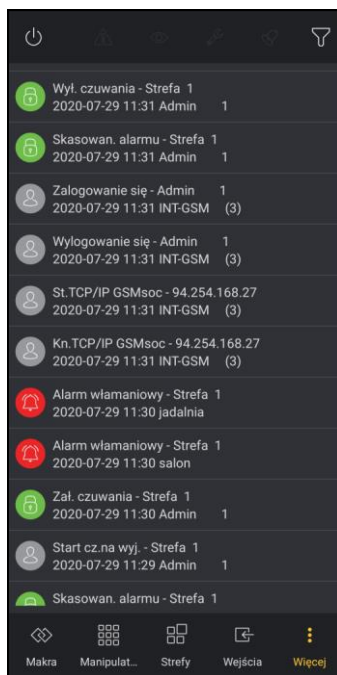 Wył. czuwania - Strefa 1
2020-07-29 11:31 Admin 1
Skasowan. alarmu - Strefa 1
2020-07-29 11:31 Admin 1
Zalogowanie się - Admin 1
2020-07-29 11:31 INT-GSM (3)
Wylogowanie się - Admin 1
2020-07-29 11:31 INT-GSM (3)
St.TCP/IP GSMsoc - 94.254.168.27
2020-07-29 11:31 INT-GSM (3)
Kn.TCP/IP GSMsoc - 94.254.168.27
2020-07-29 11:31 INT-GSM (3)
Alarm włamaniowy - Strefa 1
2020-07-29 11:30 jadalnia
Alarm włamaniowy - Strefa 1
2020-07-29 11:30 salon
Zał. czuwania - Strefa 1
2020-07-29 11:30 Admin 1
Start cz.na wyj. - Strefa 1
2020-07-29 11:29 Admin 1
Skasowan. alarmu - Strefa 1
Makra Manipulat... Strefy Wejścia Więcej